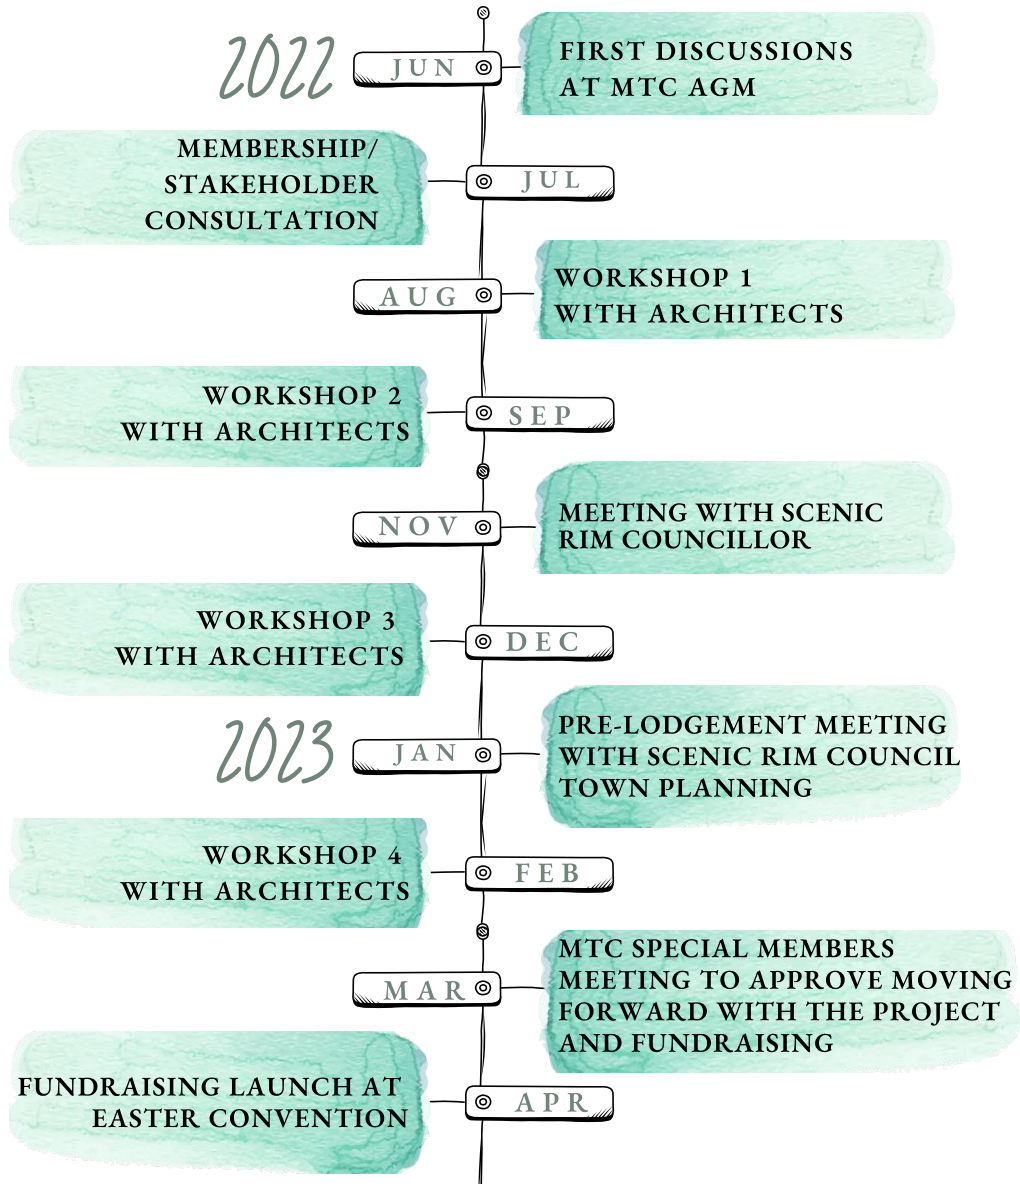 2022
JUN
FIRST DISCUSSIONS
AT MTC AGM
MEMBERSHIP/
STAKEHOLDER
CONSULTATION
JUL
AUG
WORKSHOP 1
WITH ARCHITECTS
WORKSHOP 2
WITH ARCHITECTS
SEP
NOV
MEETING WITH SCENIC
RIM COUNCILLOR
WORKSHOP 3
WITH ARCHITECTS
DEC
2023
JAN
PRE-LODGEMENT MEETING
WITH SCENIC RIM COUNCIL
TOWN PLANNING
WORKSHOP 4
WITH ARCHITECTS
FEB
MAR
MTC SPECIAL MEMBERS
MEETING TO APPROVE MOVING
FORWARD WITH THE PROJECT
AND FUNDRAISING
FUNDRAISING LAUNCH AT
EASTER CONVENTION
APR